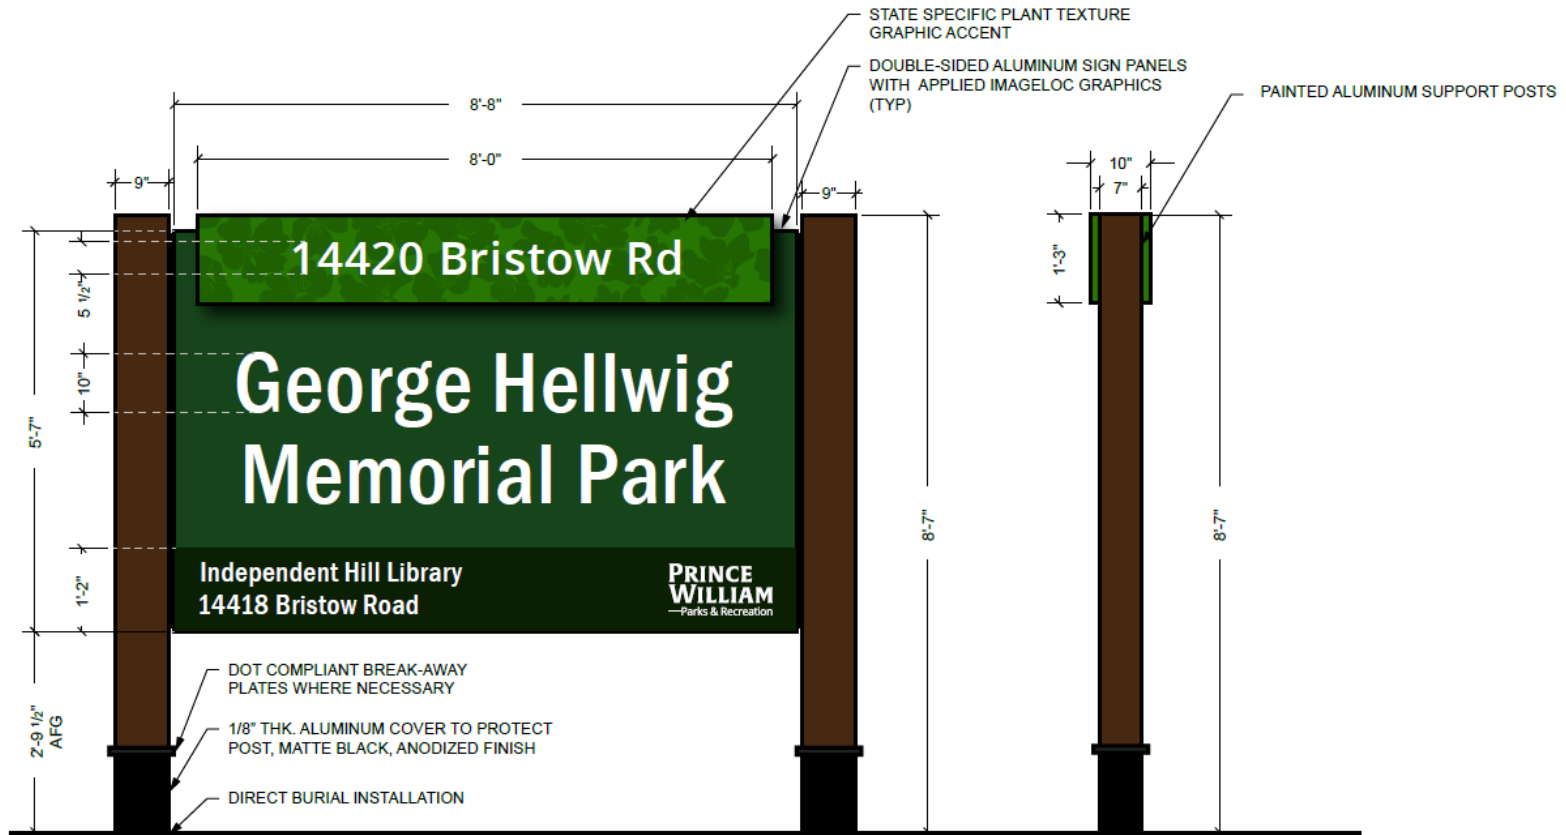 STATE SPECIFIC PLANT TEXTURE
GRAPHIC ACCENT
DOUBLE-SIDED ALUMINUM SIGN PANELS
WITH APPLIED IMAGELOC GRAPHICS
(TYP)
PAINTED ALUMINUM SUPPORT POSTS
8'-8"
8'-0"
9"
9"
10"
7"
14420 Bristow Rd
5 1/2"
1'-3"
George Hellwig
Memorial Park
10"
5'-7"
8'-7"
8'-7"
1'-2"
Independent Hill Library
14418 Bristow Road
PRINCE
WILLIAM
Parks & Recreation
DOT COMPLIANT BREAK-AWAY
PLATES WHERE NECESSARY
2'-9 1/2"
AFG
1/8" THK. ALUMINUM COVER TO PROTECT
POST, MATTE BLACK, ANODIZED FINISH
DIRECT BURIAL INSTALLATION